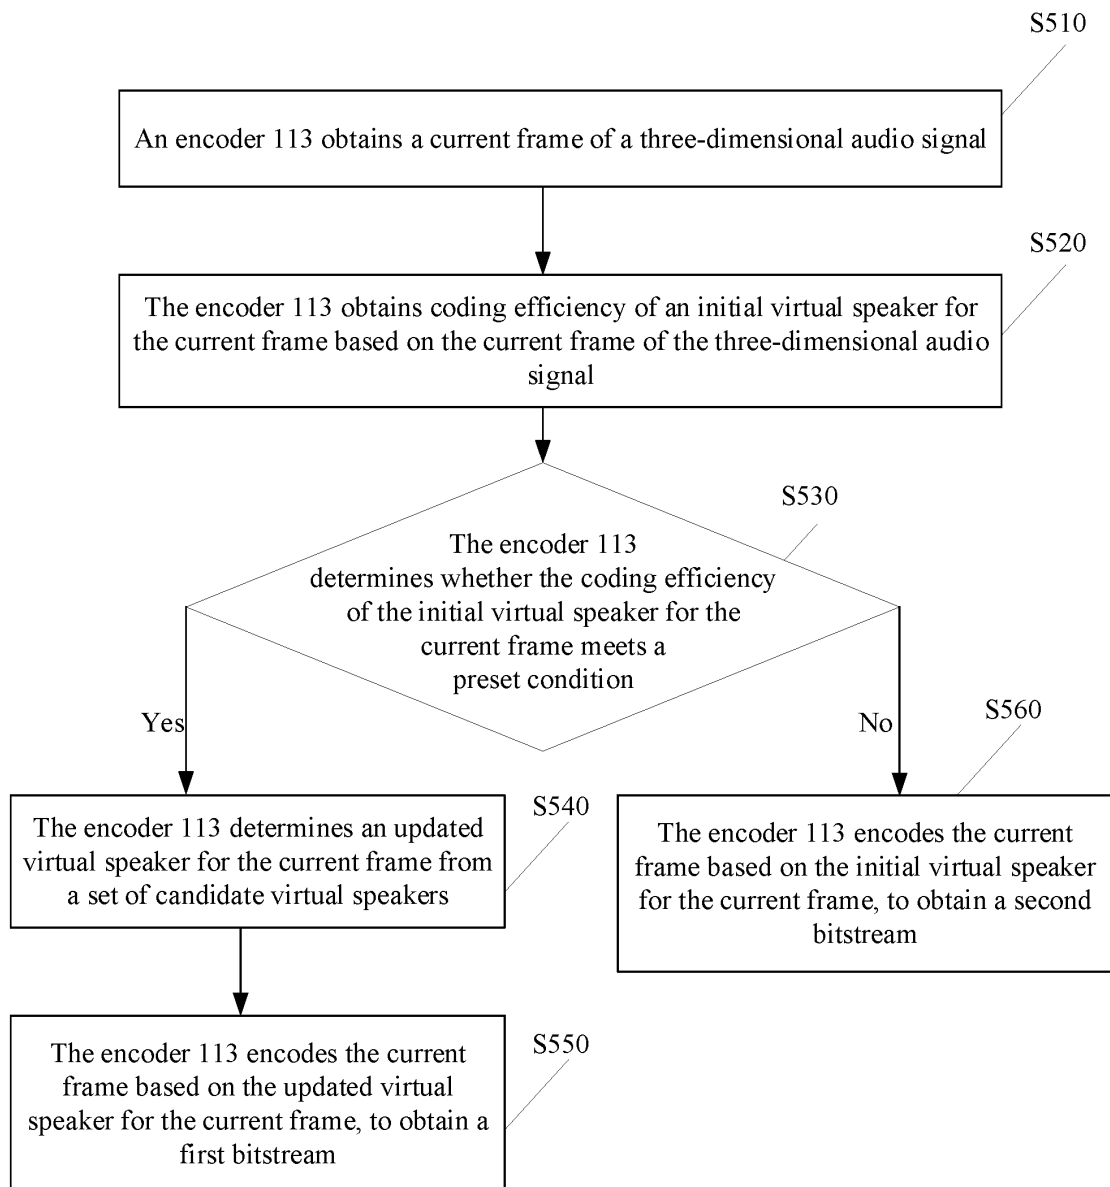 S510
An encoder 113 obtains a current frame of a three-dimensional audio signal
S520
The encoder 113 obtains coding efficiency of an initial virtual speaker for
the current frame based on the current frame of the three-dimensional audio
signal
S530
The encoder 113
determines whether the coding efficiency
of the initial virtual speaker for the
current frame meets a
preset condition
Yes
No
S540
The encoder 113 determines an updated
virtual speaker for the current frame from
a set of candidate virtual speakers
S560
The encoder 113 encodes the current
frame based on the initial virtual speaker
for the current frame, to obtain a second
bitstream
S550
The encoder 113 encodes the current
frame based on the updated virtual
speaker for the current frame, to obtain a
first bitstream